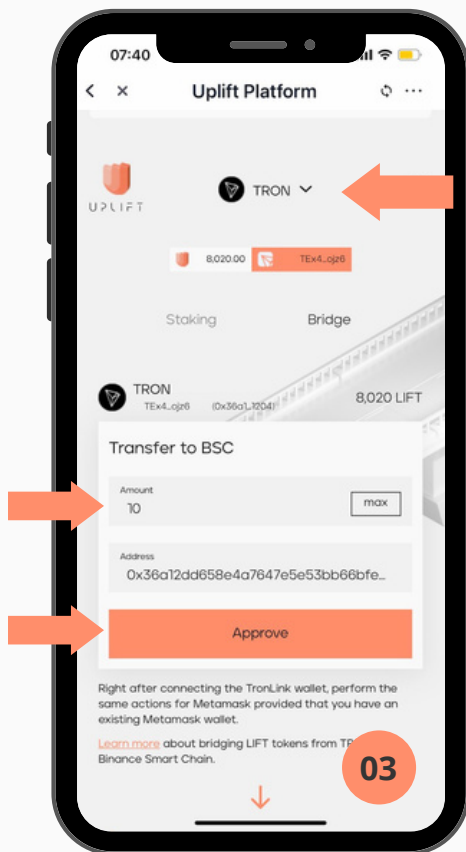 07:40
Uplift Platform
UPLIFT
TRON
8,020.00
TEx4...ojz6
Staking
Bridge
TRON
TEx4...ojz6 (0x36a1...1204)
8,020 LIFT
Transfer to BSC
Amount
10
max
Address
0x36a12dd658e4a7647e5e53bb66bfe...
Approve
Right after connecting the TronLink wallet, perform the
same actions for Metamask provided that you have an
existing Metamask wallet.
Learn more about bridging LIFT tokens from
Binance Smart Chain.
03